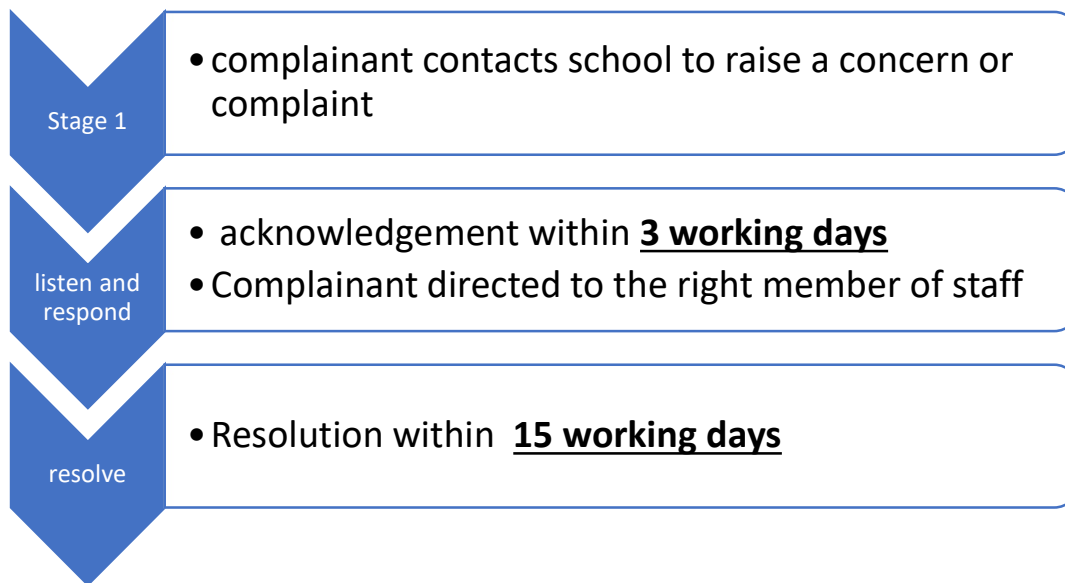 Stage 1
• complainant contacts school to raise a concern or
complaint
listen and
respond
• acknowledgement within 3 working days
• Complainant directed to the right member of staff
resolve
• Resolution within 15 working days